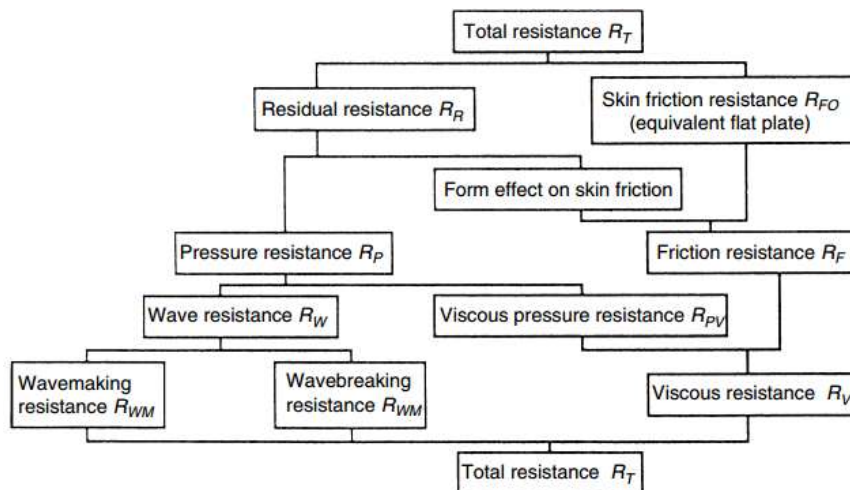 Total resistance R_T
Residual resistance R_R
Skin friction resistance R_FO
(equivalent flat plate)
Form effect on skin friction
Pressure resistance R_P
Friction resistance R_F
Wave resistance R_W
Viscous pressure resistance R_PV
Wavemaking
resistance R_WM
Wavebreaking
resistance R_WM
Viscous resistance R_V
Total resistance R_T